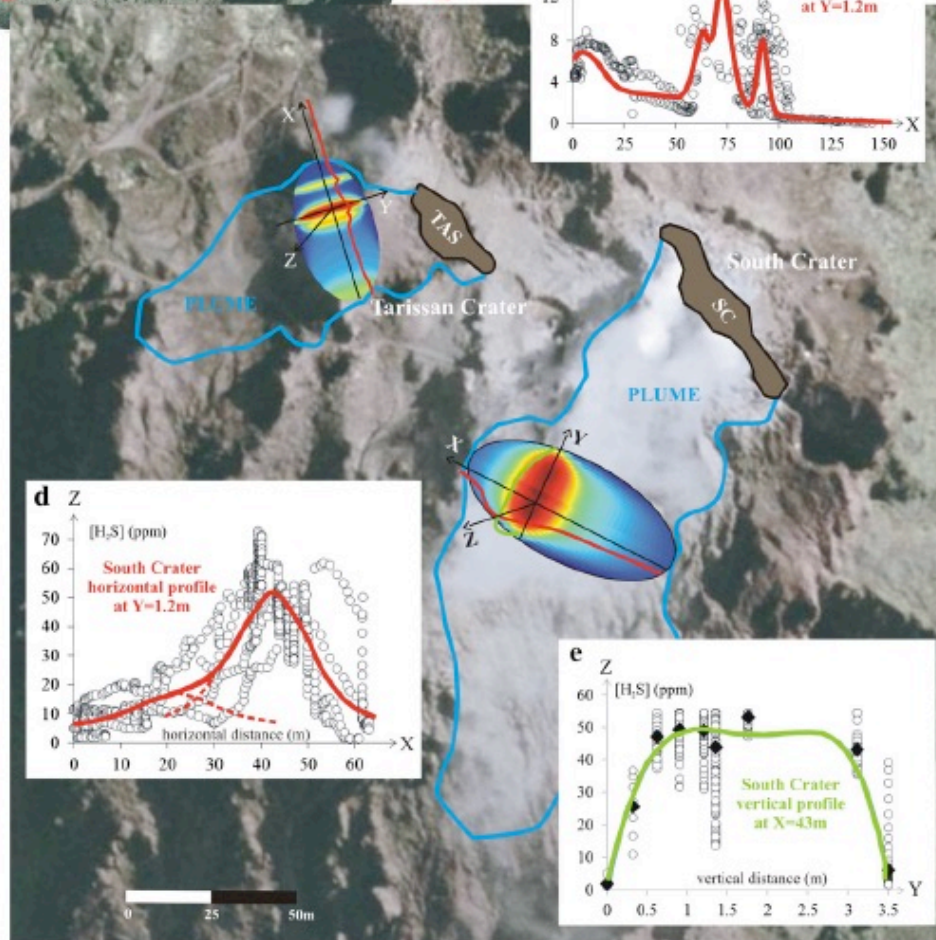 at Y=1.2m
8
4
0
0 25 50 75 100 125 150 X
X
Y
Z
TAS
Tarissan Crater
PLUME
South Crater
SC
PLUME
X
Y
Z
d Z
[H₂S] (ppm)
South Crater
horizontal profile
at Y=1.2m
70
60
50
40
30
20
10
0
horizontal distance (m)
X
0 10 20 30 40 50 60
e Z
[H₂S] (ppm)
60
50
40
30
20
10
0
South Crater
vertical profile
at X=43m
vertical distance (m)
Y
0 0.5 1 1.5 2 2.5 3 3.5
0 25 50m